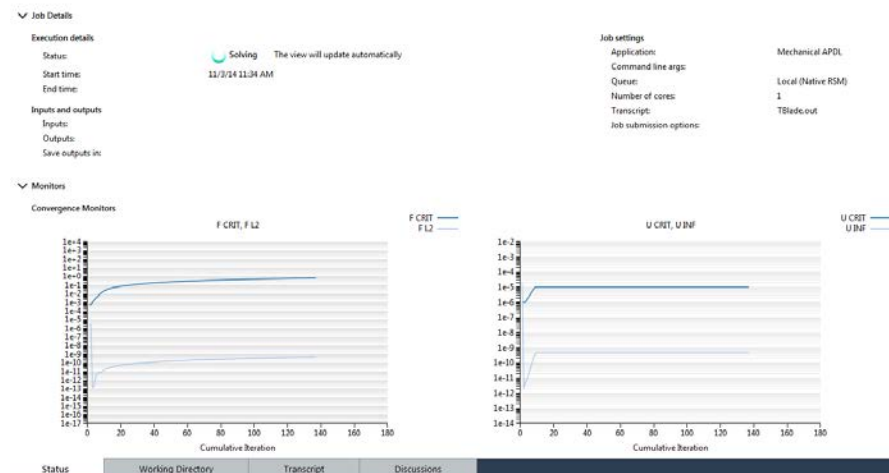 Job Details
Execution details
Status: Solving The view will update automatically
Start time: 11/3/14 11:34 AM
End time:
Inputs and outputs
Inputs:
Outputs:
Save outputs in:
Job settings
Application: Mechanical APDL
Command line args:
Queue: Local (Native RSM)
Number of cores: 1
Transcript: TBlade.out
Job submission options:
Monitors
Convergence Monitors
F CRIT, F L2
F CRIT
F L2
1e+4
1e+3
1e+2
1e+1
1e+0
1e-1
1e-2
1e-3
1e-4
1e-5
1e-6
1e-7
1e-8
1e-9
1e-10
1e-11
1e-12
1e-13
1e-14
1e-15
1e-16
1e-17
0 20 40 60 80 100 120 140 160 180
Cumulative Iteration
U CRIT, U INF
U CRIT
U INF
1e-2
1e-3
1e-4
1e-5
1e-6
1e-7
1e-8
1e-9
1e-10
1e-11
1e-12
1e-13
1e-14
0 20 40 60 80 100 120 140 160 180
Cumulative Iteration
Status Working Directory Transcript Discussions